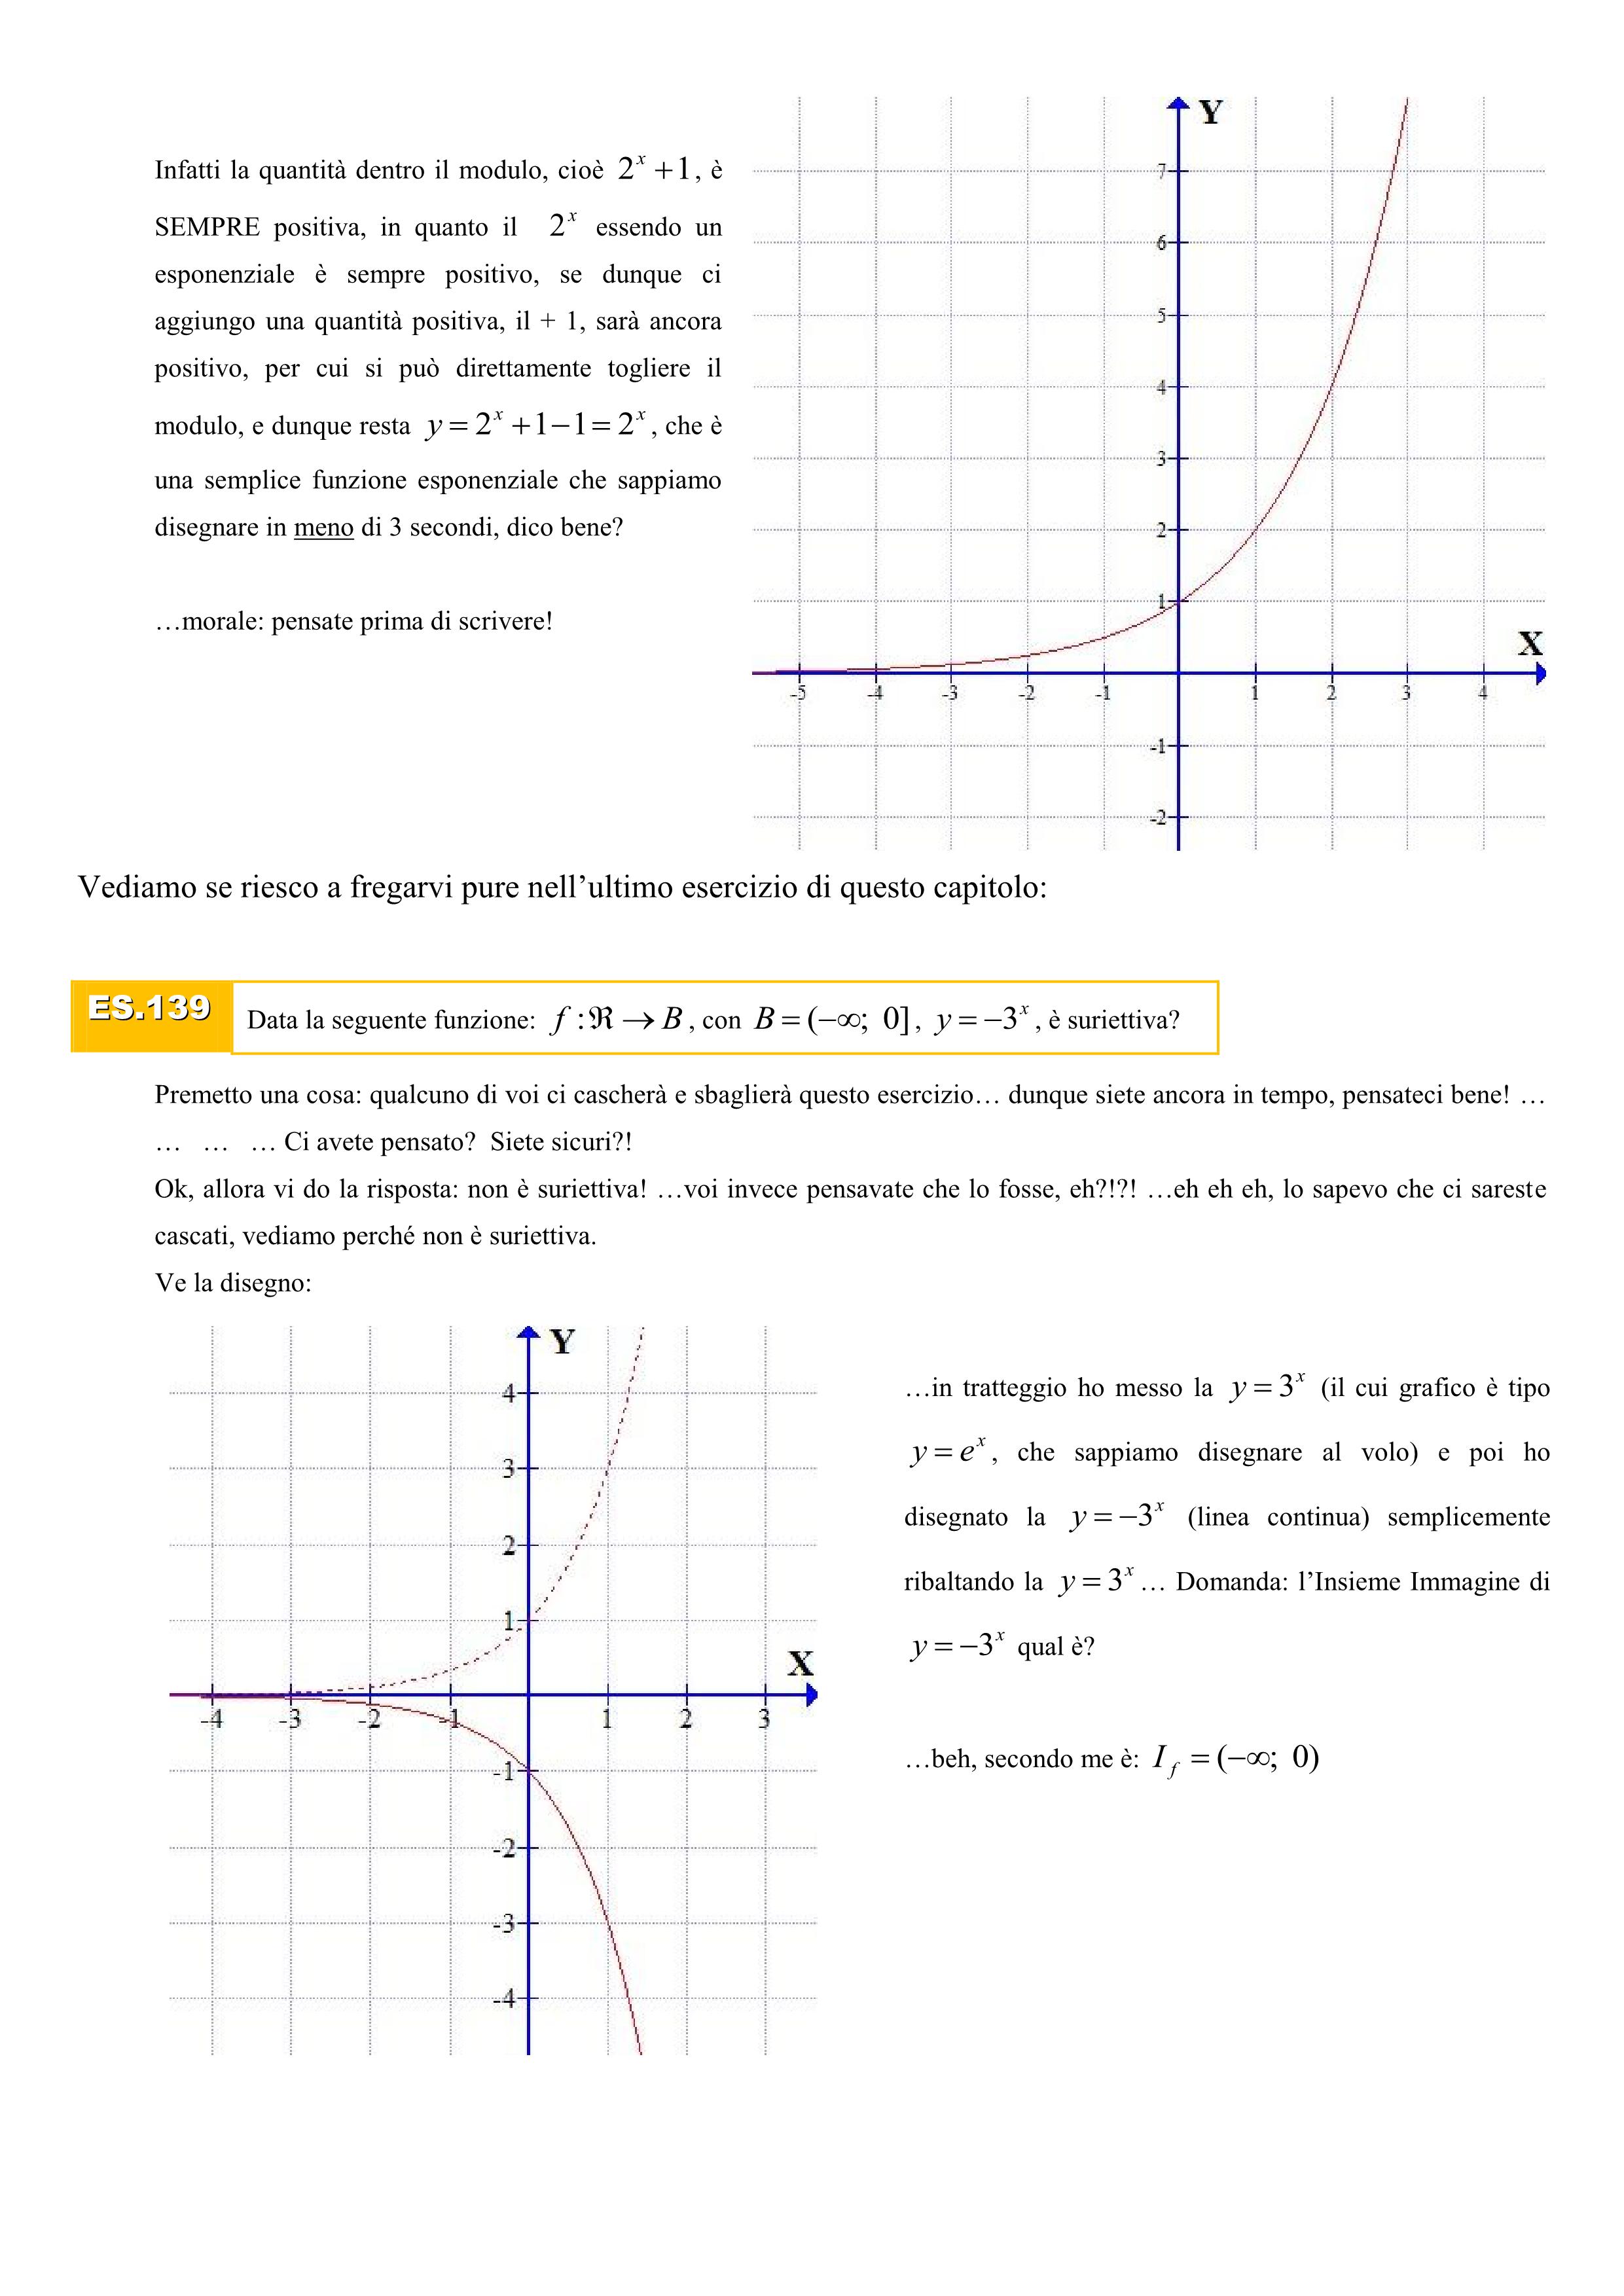 Infatti la quantità dentro il modulo, cioè 2^x +1, è
SEMPRE positiva, in quanto il 2^x essendo un
esponenziale è sempre positivo, se dunque ci
aggiungo una quantità positiva, il + 1, sarà ancora
positivo, per cui si può direttamente togliere il
modulo, e dunque resta y = 2^x +1−1 = 2^x, che è
una semplice funzione esponenziale che sappiamo
disegnare in meno di 3 secondi, dico bene?
…morale: pensate prima di scrivere!
Y
7
6
5
4
3
2
1
X
-5 -4 -3 -2 -1 1 2 3 4
-1
-2
Vediamo se riesco a fregarvi pure nell’ultimo esercizio di questo capitolo:
ES.139 Data la seguente funzione: f : ℜ → B, con B = (−∞; 0], y = −3^x, è suriettiva?
Premetto una cosa: qualcuno di voi ci cascherà e sbaglierà questo esercizio… dunque siete ancora in tempo, pensateci bene! …
… … … Ci avete pensato? Siete sicuri?!
Ok, allora vi do la risposta: non è suriettiva! …voi invece pensavate che lo fosse, eh?!?! …eh eh eh, lo sapevo che ci sareste
cascati, vediamo perché non è suriettiva.
Ve la disegno:
Y
4
3
2
1
X
-4 -3 -2 -1 1 2 3
-1
-2
-3
-4
…in tratteggio ho messo la y = 3^x (il cui grafico è tipo
y = e^x, che sappiamo disegnare al volo) e poi ho
disegnato la y = −3^x (linea continua) semplicemente
ribaltando la y = 3^x … Domanda: l’Insieme Immagine di
y = −3^x qual è?
…beh, secondo me è: I_f = (−∞; 0)